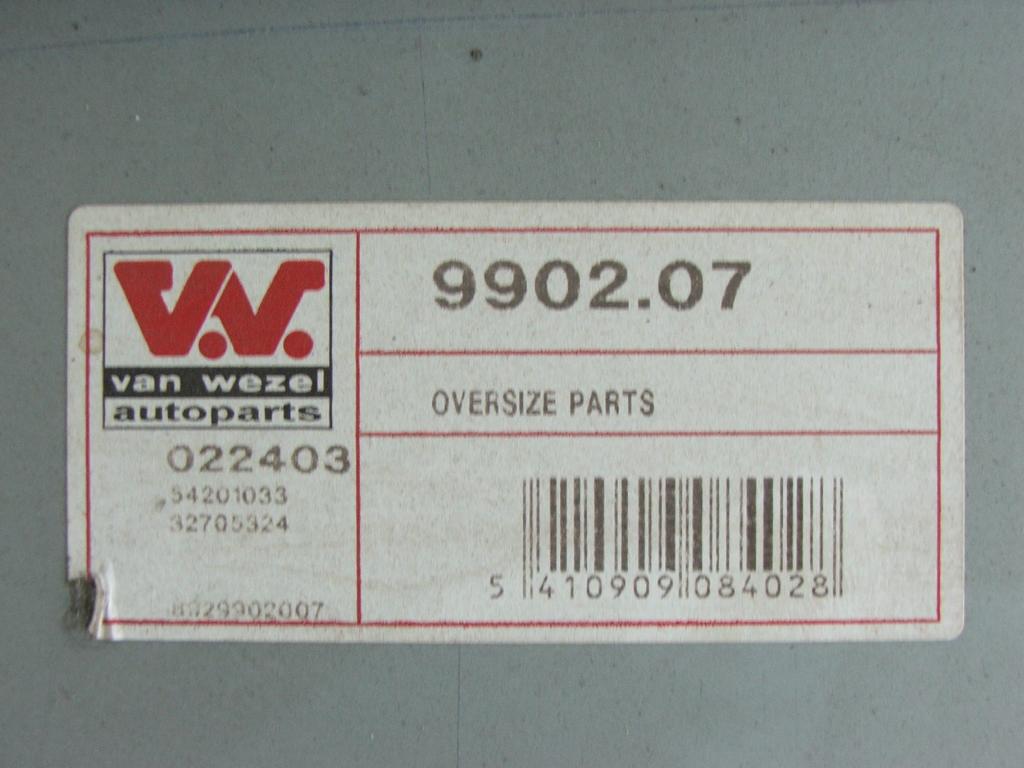 V.V.
van wezel
autoparts
022403
54201033
32705324
9902.07
OVERSIZE PARTS
5 410909 084028